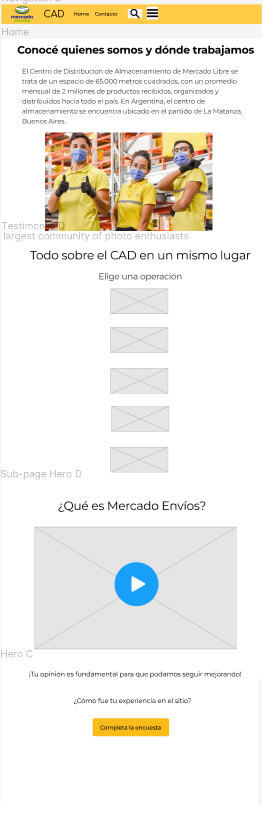 mercado
envíos
CAD
Home
Contacto
Home
Conocé quienes somos y dónde trabajamos
El Centro de Distribucion de Almacenamiento de Mercado Libre se
trata de un espacio de 65.000 metros cuadrados, con un promedio
mensual de 2 millones de productos recibidos, organizados y
distribuidos hacia todo el país. En Argentina, el centro de
almacenamiento se encuentra ubicado en el partido de La Matanza,
Buenos Aires.
largest community of photo enthusiasts
Todo sobre el CAD en un mismo lugar
Elige una operación
Sub-page Hero D
¿Qué es Mercado Envíos?
Hero C
¡Tu opinión es fundamental para que podamos seguir mejorando!
¿Cómo fue tu experiencia en el sitio?
Completa la encuesta